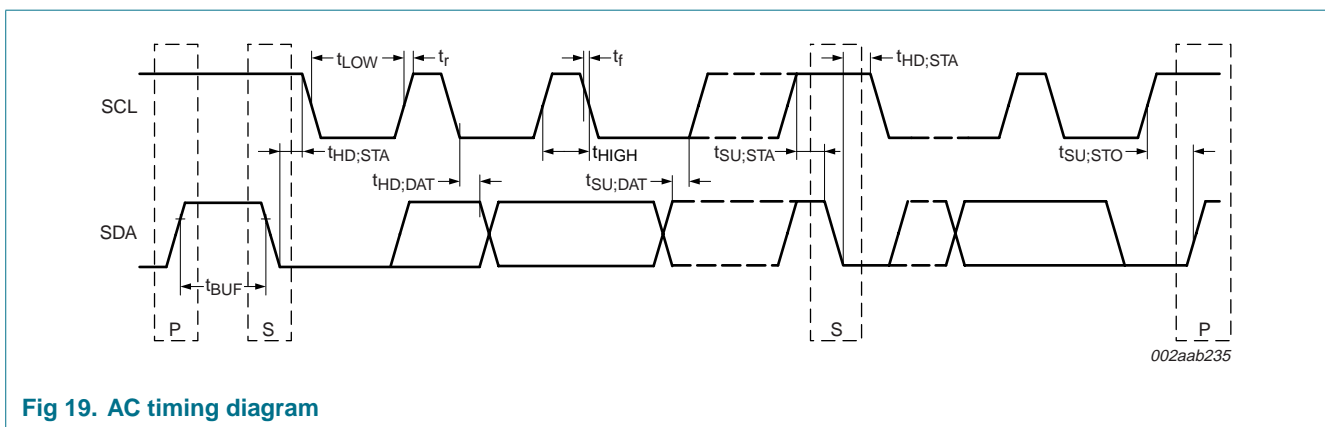 tLOW tr tf tHD;STA
SCL
tHD;STA tHIGH tSU;STA tSU;STO
tHD;DAT tSU;DAT
SDA
tBUF
P S S P
002aab235
Fig 19. AC timing diagram